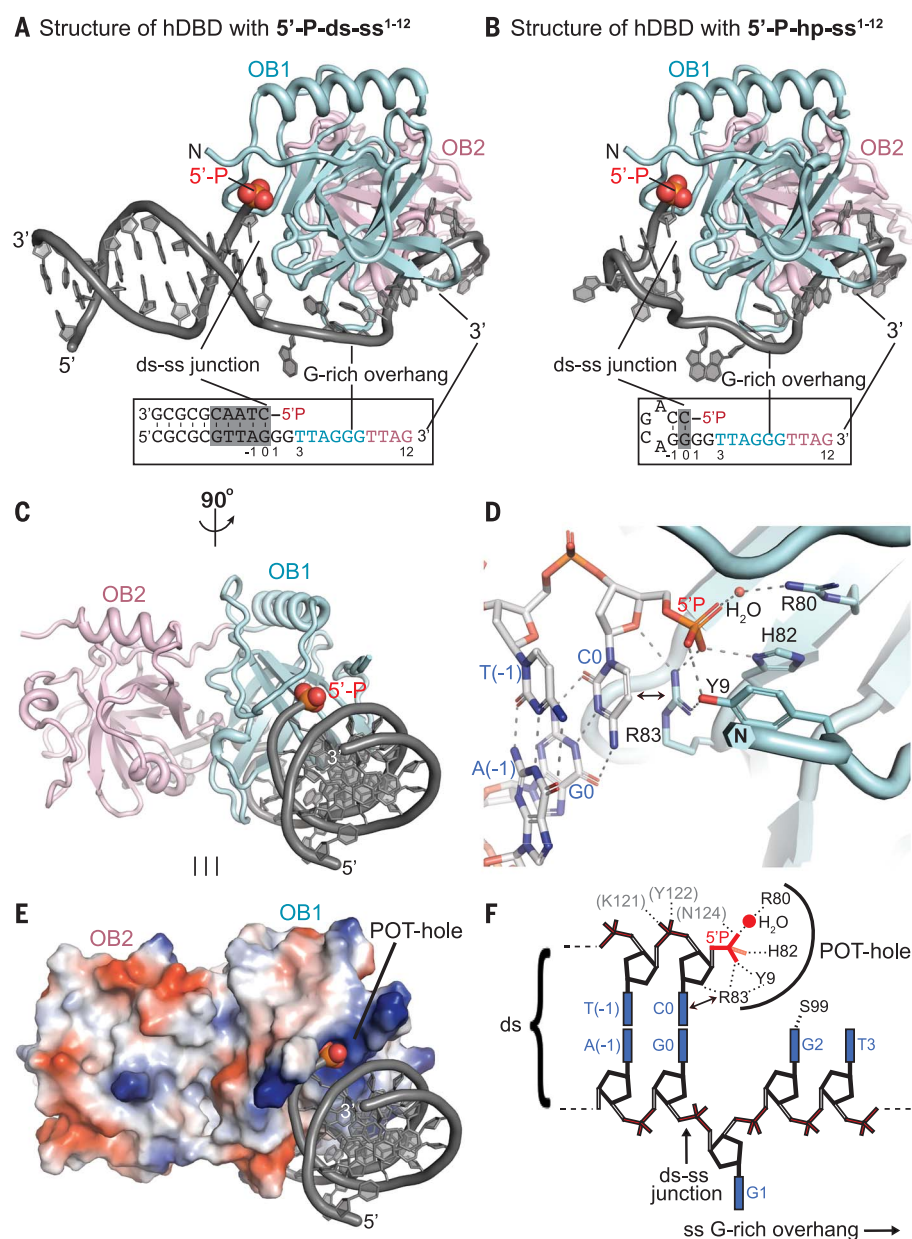 A Structure of hDBD with 5'-P-ds-ss¹⁻¹²
OB1
OB2
N
5'-P
3'
5'
3'
ds-ss junction
G-rich overhang
3'GCGCGCAATC-5'P
5'CGCGCGTTAGGGTTAGGGTTAG3'
-1 0 1 3 12
B Structure of hDBD with 5'-P-hp-ss¹⁻¹²
OB1
OB2
N
5'-P
3'
ds-ss junction
G-rich overhang
A
G C C-5'P
C G G G G T T A G G G T T A G 3'
A
-1 0 1 3 12
C
90°
OB2
OB1
5'-P
3'
5'
D
5'P
H₂O
R80
C0
H82
T(-1)
Y9
R83
N
A(-1)
G0
E
OB2
OB1
POT-hole
3'
5'
F
(K121)
(Y122)
(N124)
R80
5'P
H₂O
H82
POT-hole
Y9
R83
ds
T(-1)
C0
S99
A(-1)
G0
G2
T3
ds-ss
junction
G1
ss G-rich overhang →